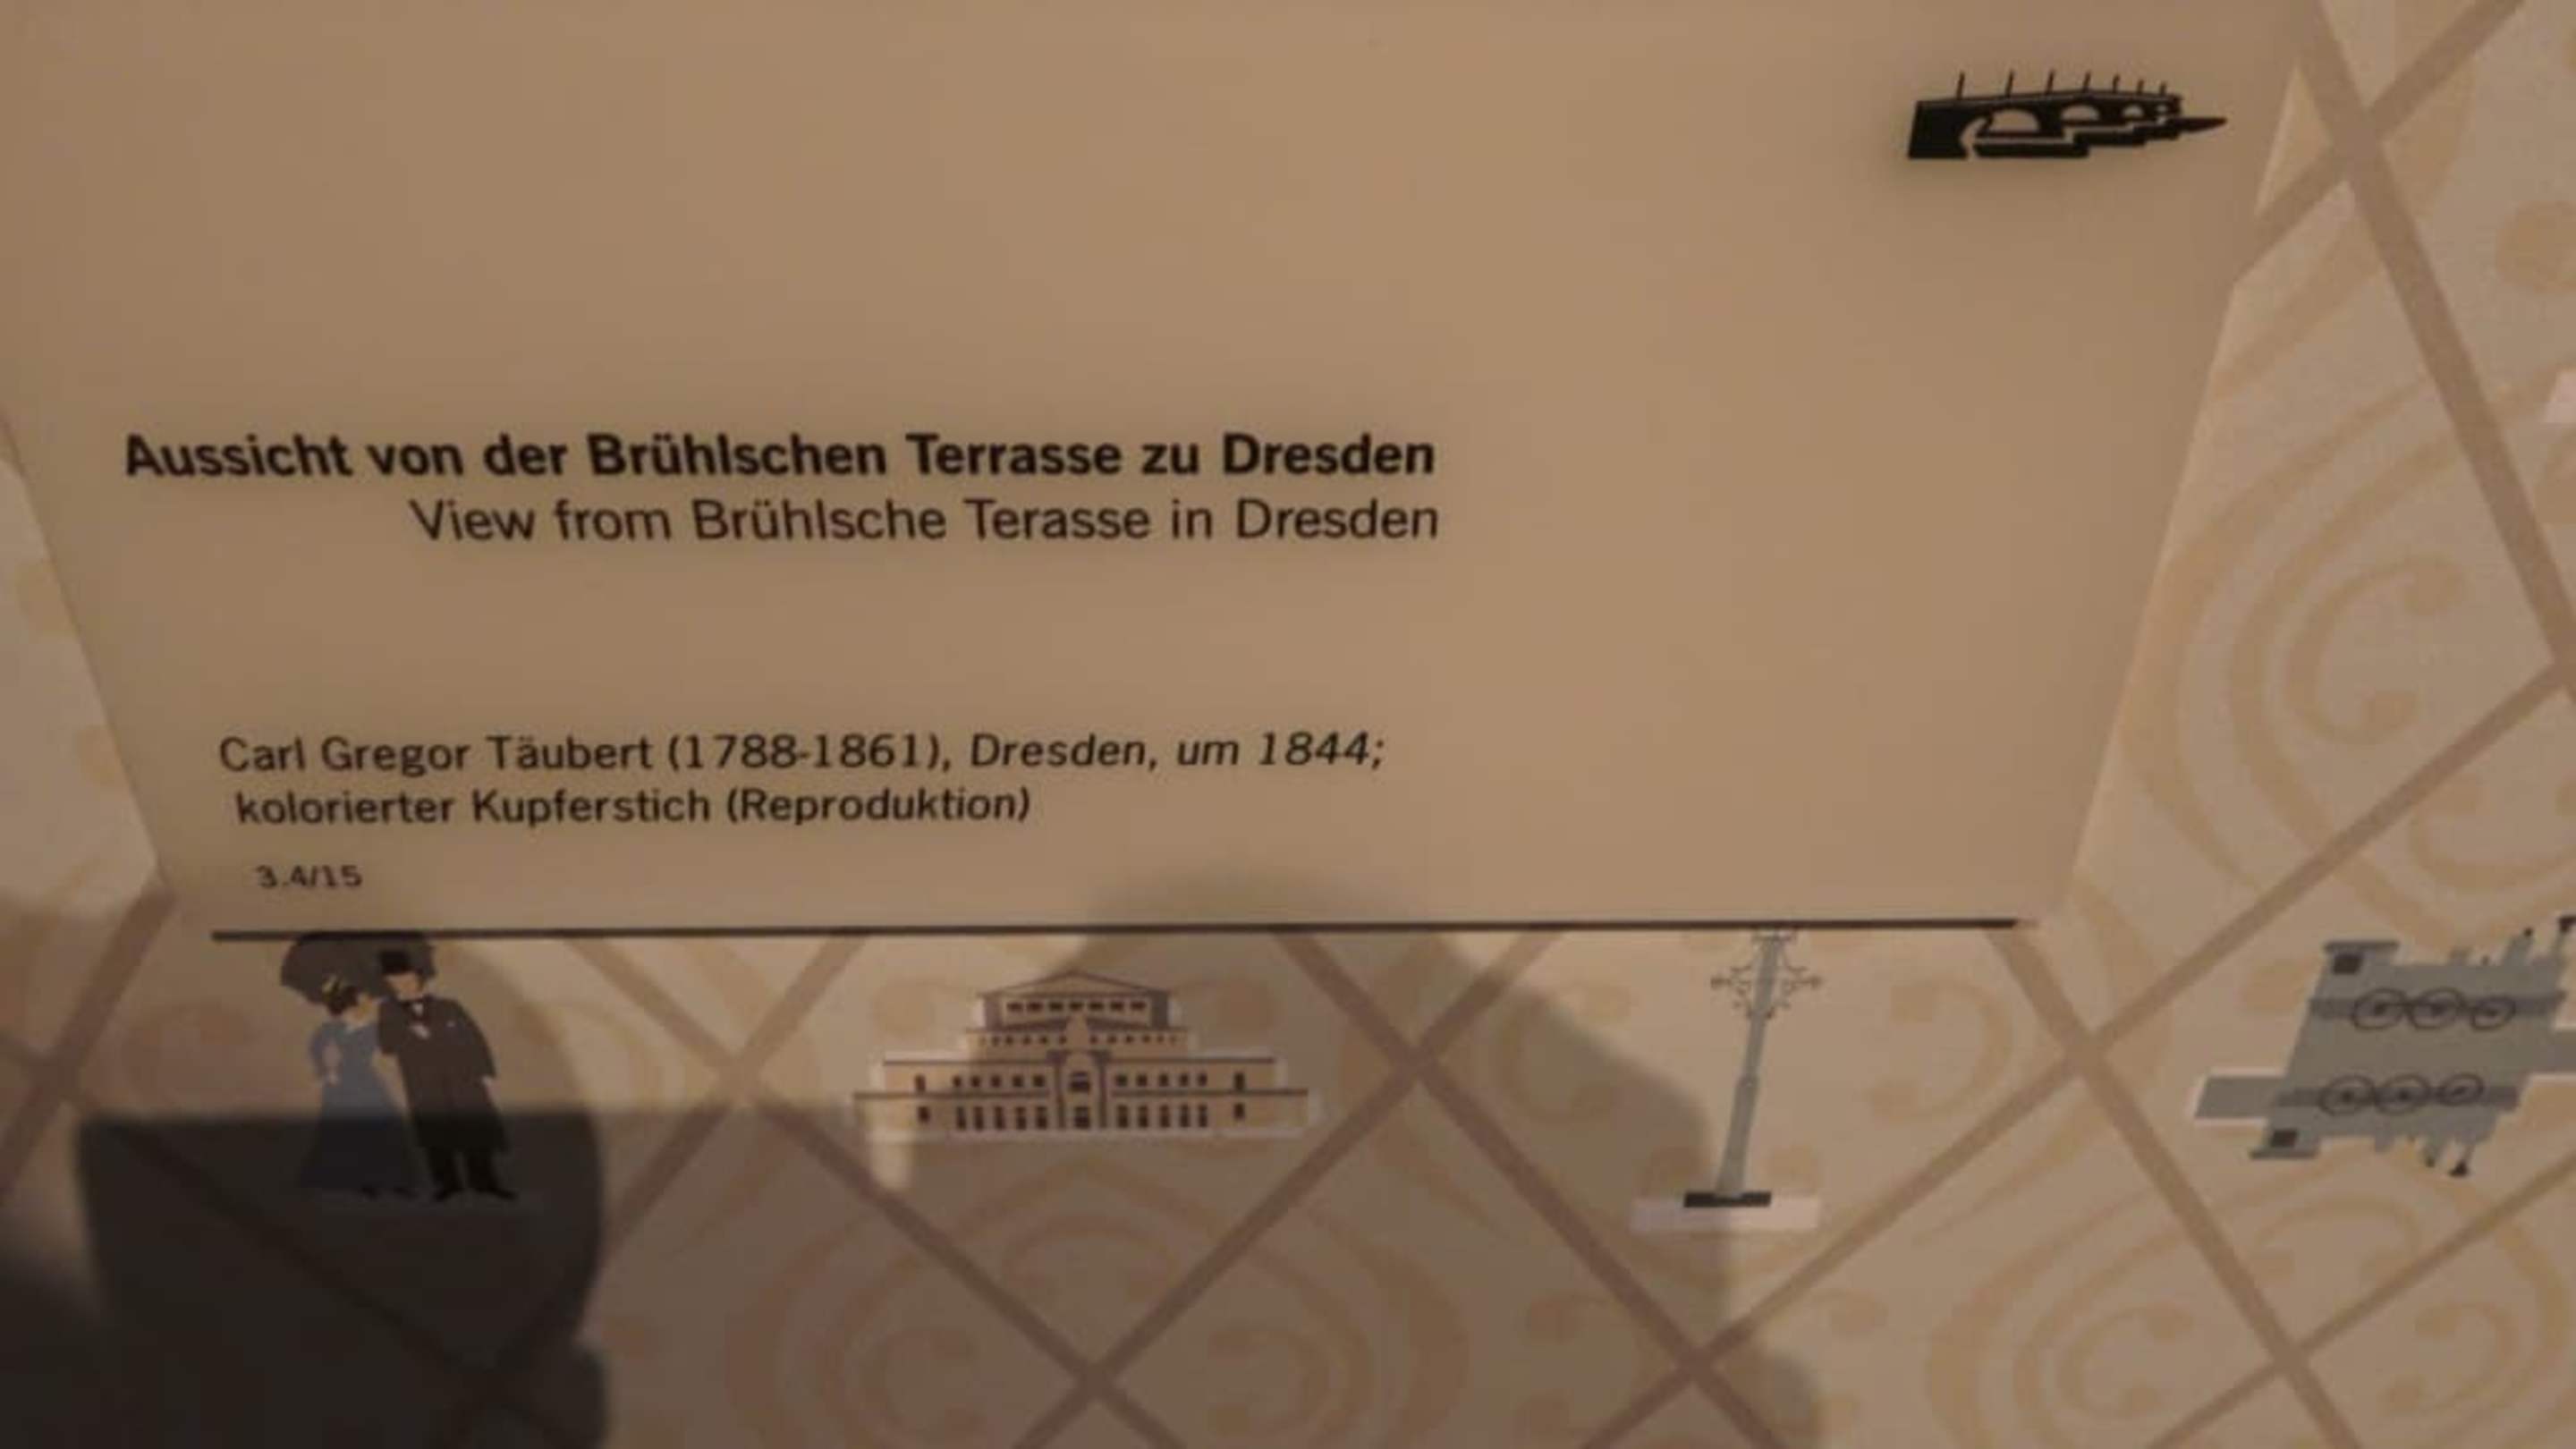 Aussicht von der Brühlschen Terrasse zu Dresden
View from Brühlsche Terasse in Dresden
Carl Gregor Täubert (1788-1861), Dresden, um 1844;
kolorierter Kupferstich (Reproduktion)
3.4/15